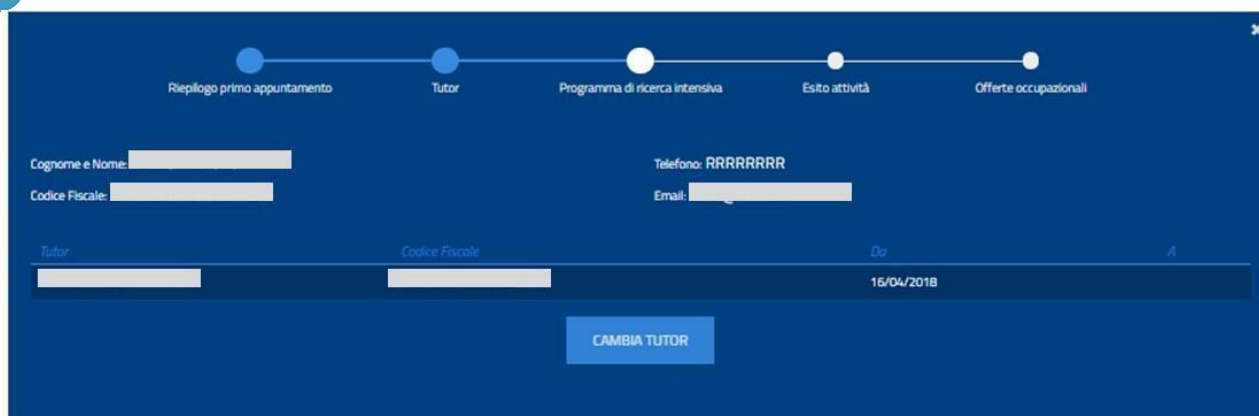 Riepilogo primo appuntamento Tutor Programma di ricerca intensiva Esito attività Offerte occupazionali
Cognome e Nome: Telefono: RRRRRRRR
Codice Fiscale: Email:
Tutor Codice Fiscale Da A
16/04/2018
CAMBIA TUTOR